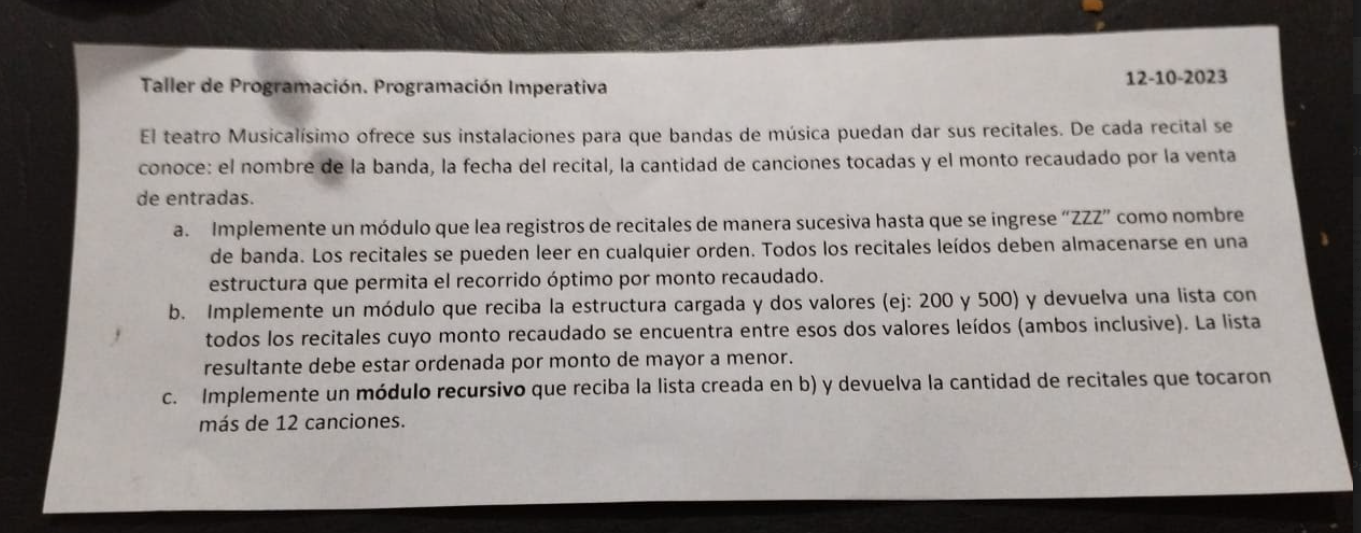 Taller de Programación. Programación Imperativa
12-10-2023
El teatro Musicalísimo ofrece sus instalaciones para que bandas de música puedan dar sus recitales. De cada recital se
conoce: el nombre de la banda, la fecha del recital, la cantidad de canciones tocadas y el monto recaudado por la venta
de entradas.
a. Implemente un módulo que lea registros de recitales de manera sucesiva hasta que se ingrese “ZZZ” como nombre
de banda. Los recitales se pueden leer en cualquier orden. Todos los recitales leídos deben almacenarse en una
estructura que permita el recorrido óptimo por monto recaudado.
b. Implemente un módulo que reciba la estructura cargada y dos valores (ej: 200 y 500) y devuelva una lista con
todos los recitales cuyo monto recaudado se encuentra entre esos dos valores leídos (ambos inclusive). La lista
resultante debe estar ordenada por monto de mayor a menor.
c. Implemente un módulo recursivo que reciba la lista creada en b) y devuelva la cantidad de recitales que tocaron
más de 12 canciones.